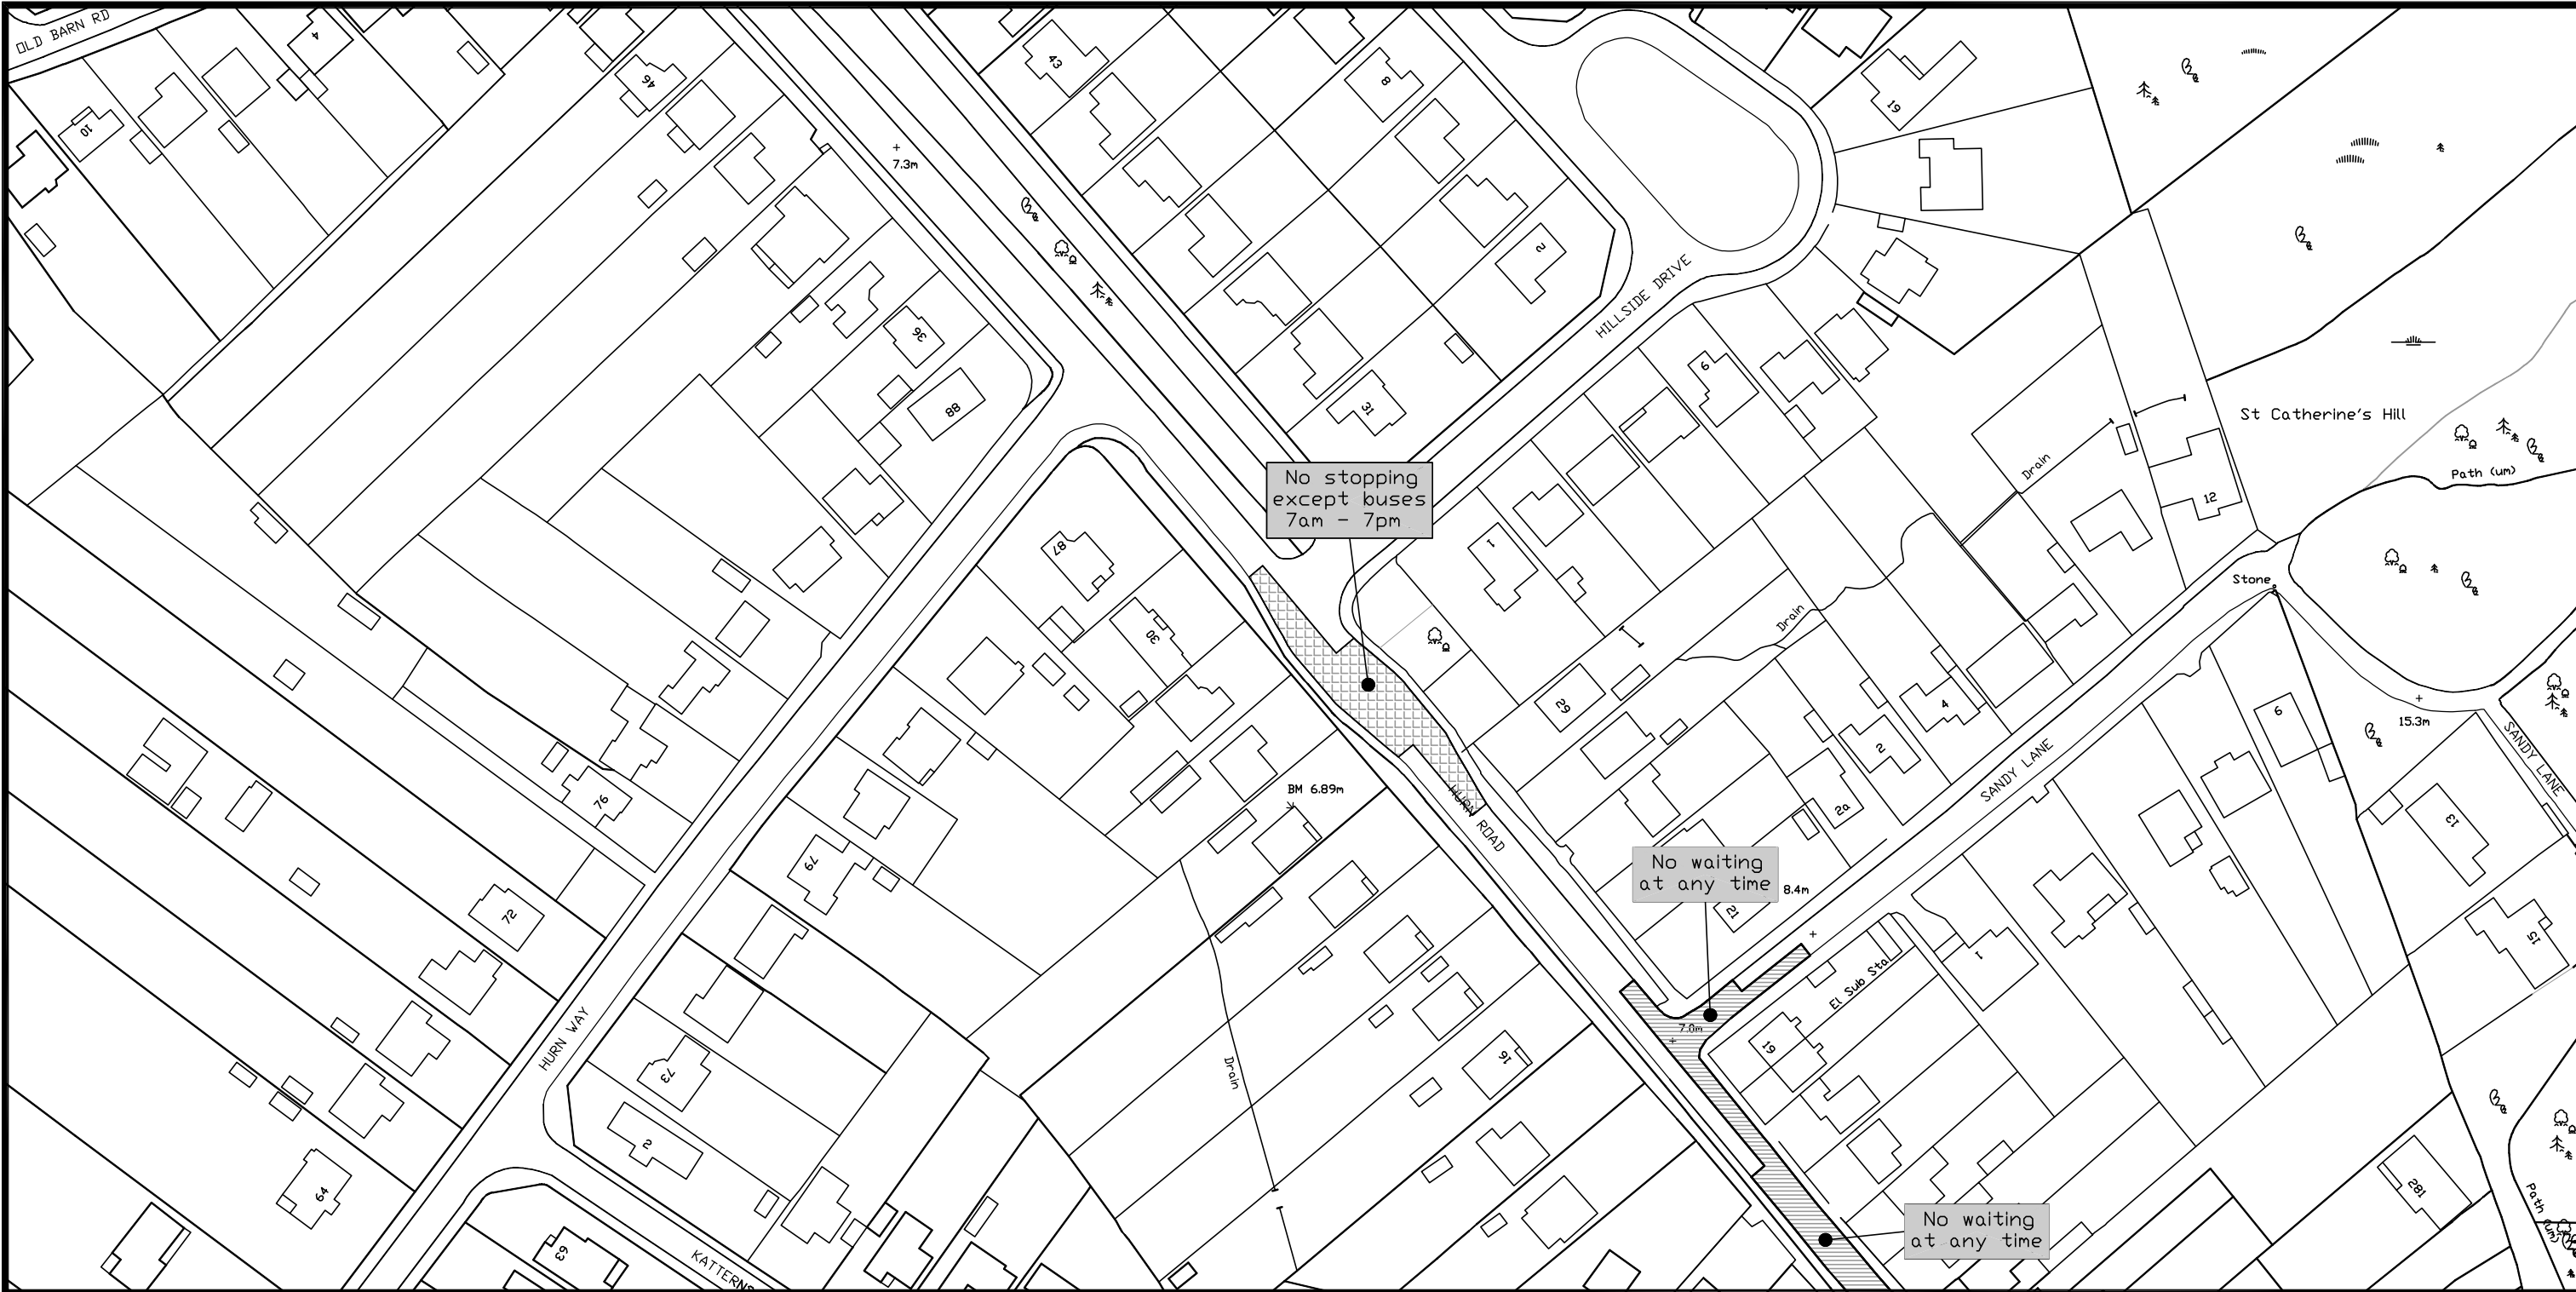 OLD BARN RD
4
46
10
43
8
19
7.3m
2
HILLSIDE DRIVE
36
88
31
6
St Catherine's Hill
Path (um)
Drain
12
No stopping
except buses
7am - 7pm
87
1
30
Stone
Drain
29
4
2
2a
SANDY LANE
6
15.3m
SANDY LANE
13
76
BM 6.89m
HURN ROAD
79
72
No waiting
at any time
8.4m
21
15
1
El Sub Sta
7.0m
19
HURN WAY
73
Drain
16
2
64
63
KATTERNS
281
Path (um)
No waiting
at any time